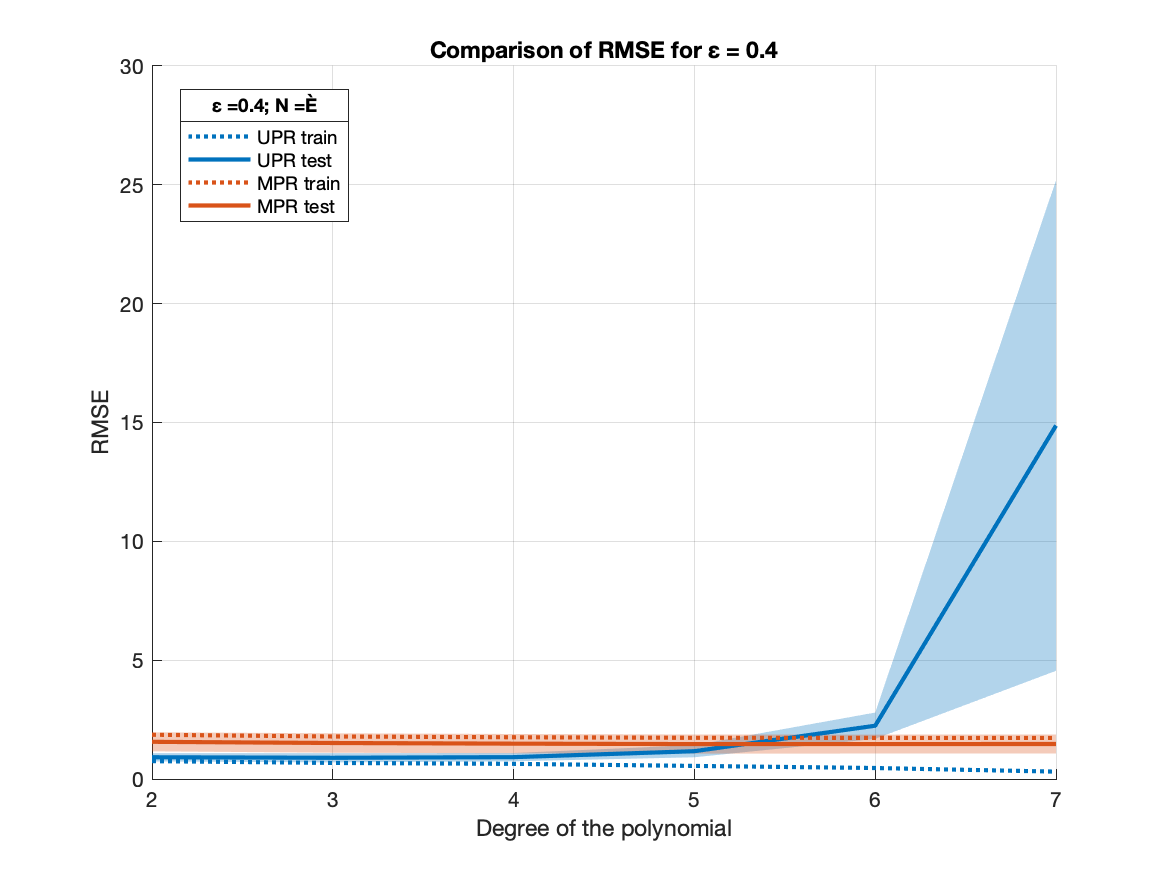 Comparison of RMSE for ε = 0.4
30
25
20
15
10
5
0
RMSE
ε =0.4; N =È
UPR train
UPR test
MPR train
MPR test
2 3 4 5 6 7
Degree of the polynomial